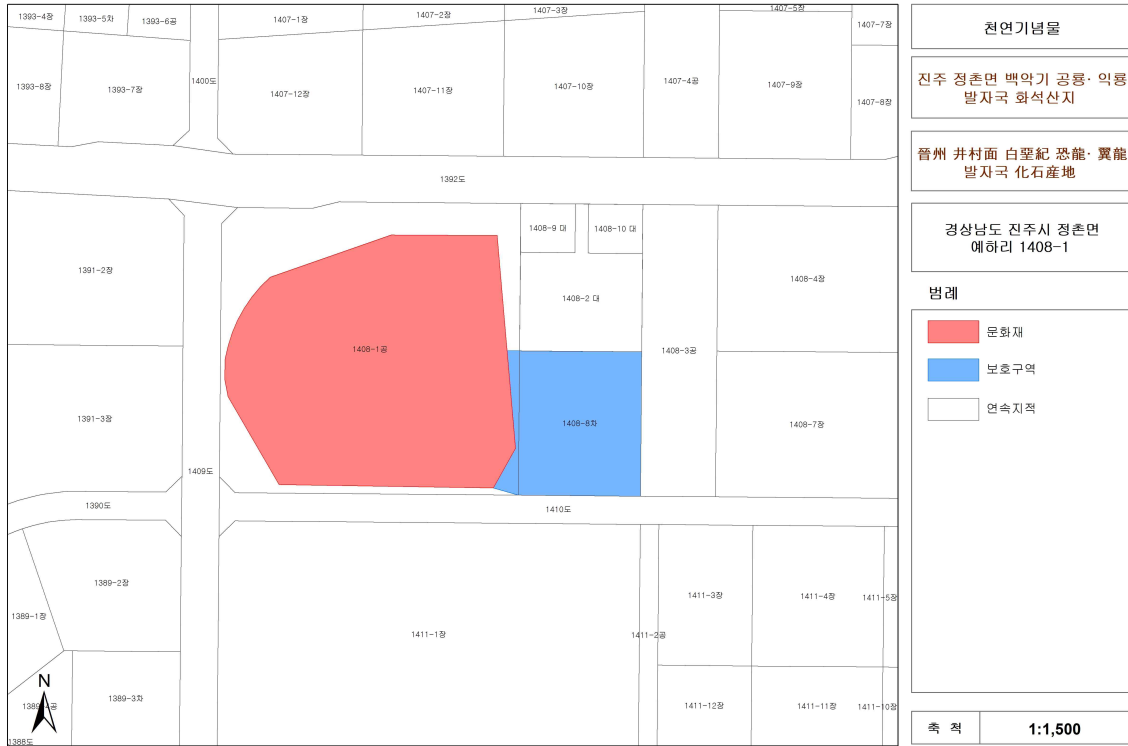 1393-4장
1393-5차
1393-6공
1407-1장
1407-2장
1407-3장
1407-5장
1407-7장
1393-8장
1393-7장
1400도
1407-12장
1407-11장
1407-10장
1407-4공
1407-9장
1407-8장
1392도
1408-9 대
1408-10 대
1391-2장
1408-2 대
1408-4장
1408-1공
1408-3공
1391-3장
1408-8차
1408-7장
1409도
1390도
1410도
1389-2장
1411-3장
1411-4장
1411-5장
1389-1장
1411-1장
1411-2공
N
1389-3차
1411-12장
1411-11장
1411-10장
1388도
천연기념물
진주 정촌면 백악기 공룡· 익룡
발자국 화석산지
晉州 井村面 白堊紀 恐龍· 翼龍
발자국 化石産地
경상남도 진주시 정촌면
예하리 1408-1
범례
문화재
보호구역
연속지적
축 척 1:1,500